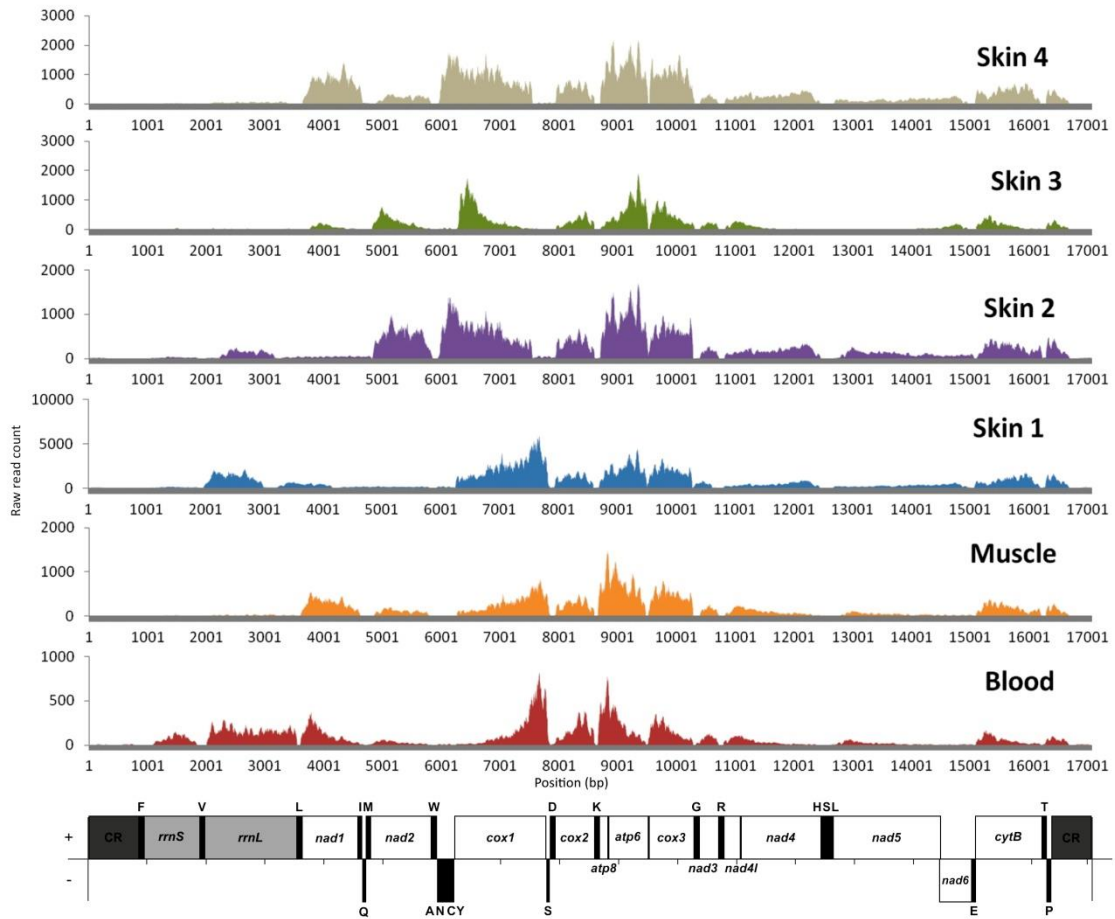 3000
Skin 4
2000
1000
0
1 1001 2001 3001 4001 5001 6001 7001 8001 9001 10001 11001 12001 13001 14001 15001 16001 17001
3000
Skin 3
2000
1000
0
1 1001 2001 3001 4001 5001 6001 7001 8001 9001 10001 11001 12001 13001 14001 15001 16001 17001
2000
Skin 2
1000
0
1 1001 2001 3001 4001 5001 6001 7001 8001 9001 10001 11001 12001 13001 14001 15001 16001 17001
10000
Skin 1
5000
0
1 1001 2001 3001 4001 5001 6001 7001 8001 9001 10001 11001 12001 13001 14001 15001 16001 17001
Raw read count
2000
Muscle
1000
0
1 1001 2001 3001 4001 5001 6001 7001 8001 9001 10001 11001 12001 13001 14001 15001 16001 17001
1000
Blood
500
0
1 1001 2001 3001 4001 5001 6001 7001 8001 9001 10001 11001 12001 13001 14001 15001 16001 17001
Position (bp)
F V L I M W D K G R H S L T
+ CR rrnS rrnL nad1 nad2 cox1 cox2 atp6 cox3 nad4 nad5 cytB CR
atp8 nad3 nad4l
- nad6
Q A N C Y S E P